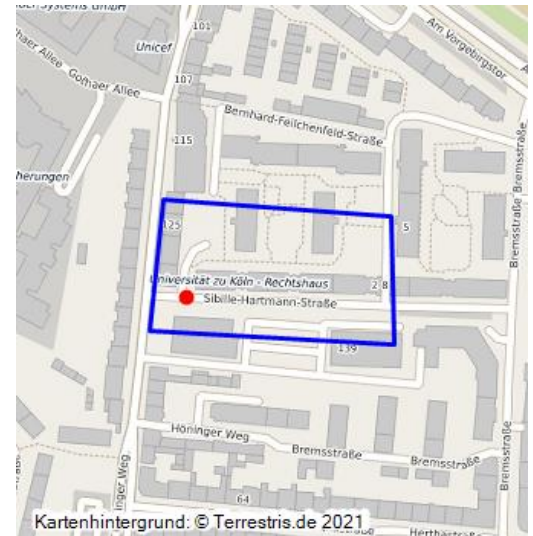 Systems GmbH
101
Unicef
Am Vorgebirgstor
Gothaer Allee
Gothaer Allee
107
Bernhard-Feilchenfeld-Straße
Bremsstraße
Bremsstraße
115
herungen
125
5
Universität zu Köln - Rechtshaus
2
8
Sibille-Hartmann-Straße
139
Höninger Weg
Bremsstraße
Bremsstraße
Bremsstraße
inger Weg
64
Kartenhintergrund: © Terrestris.de 2021
Herthastraße